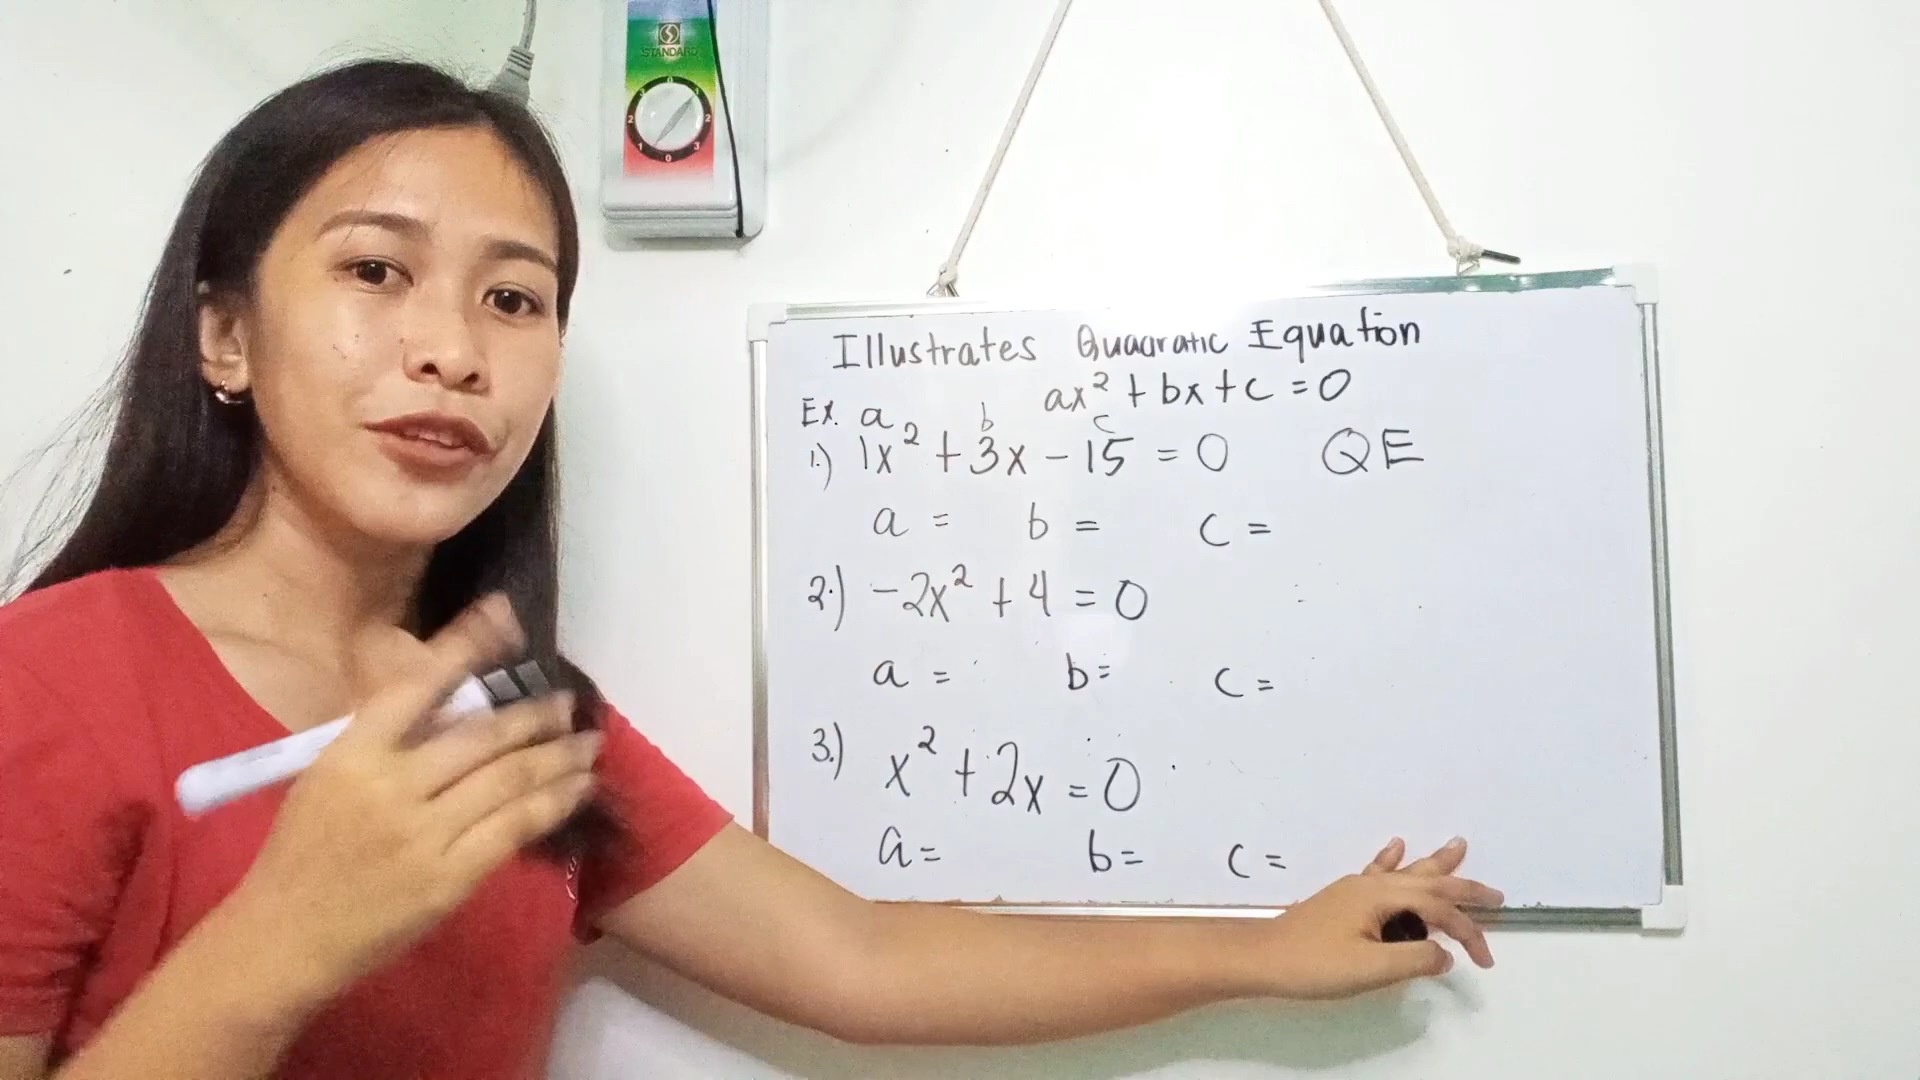 STANDARD
Illustrates Quadratic Equation
ax² + bx + c = 0
Ex. a b c
1.) 1x² + 3x - 15 = 0 QE
a = b = c =
2.) -2x² + 4 = 0
a = b = c =
3.) x² + 2x = 0
a = b = c =